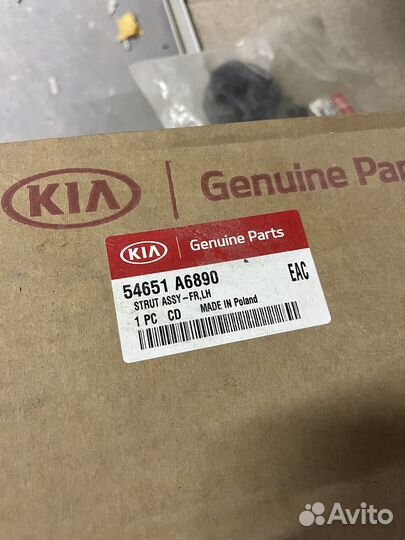 KIA | Genuine Par
KIA | Genuine Parts
54651 A6890 EAC
STRUT ASSY-FR,LH
1 PC CD MADE IN Poland
Avito